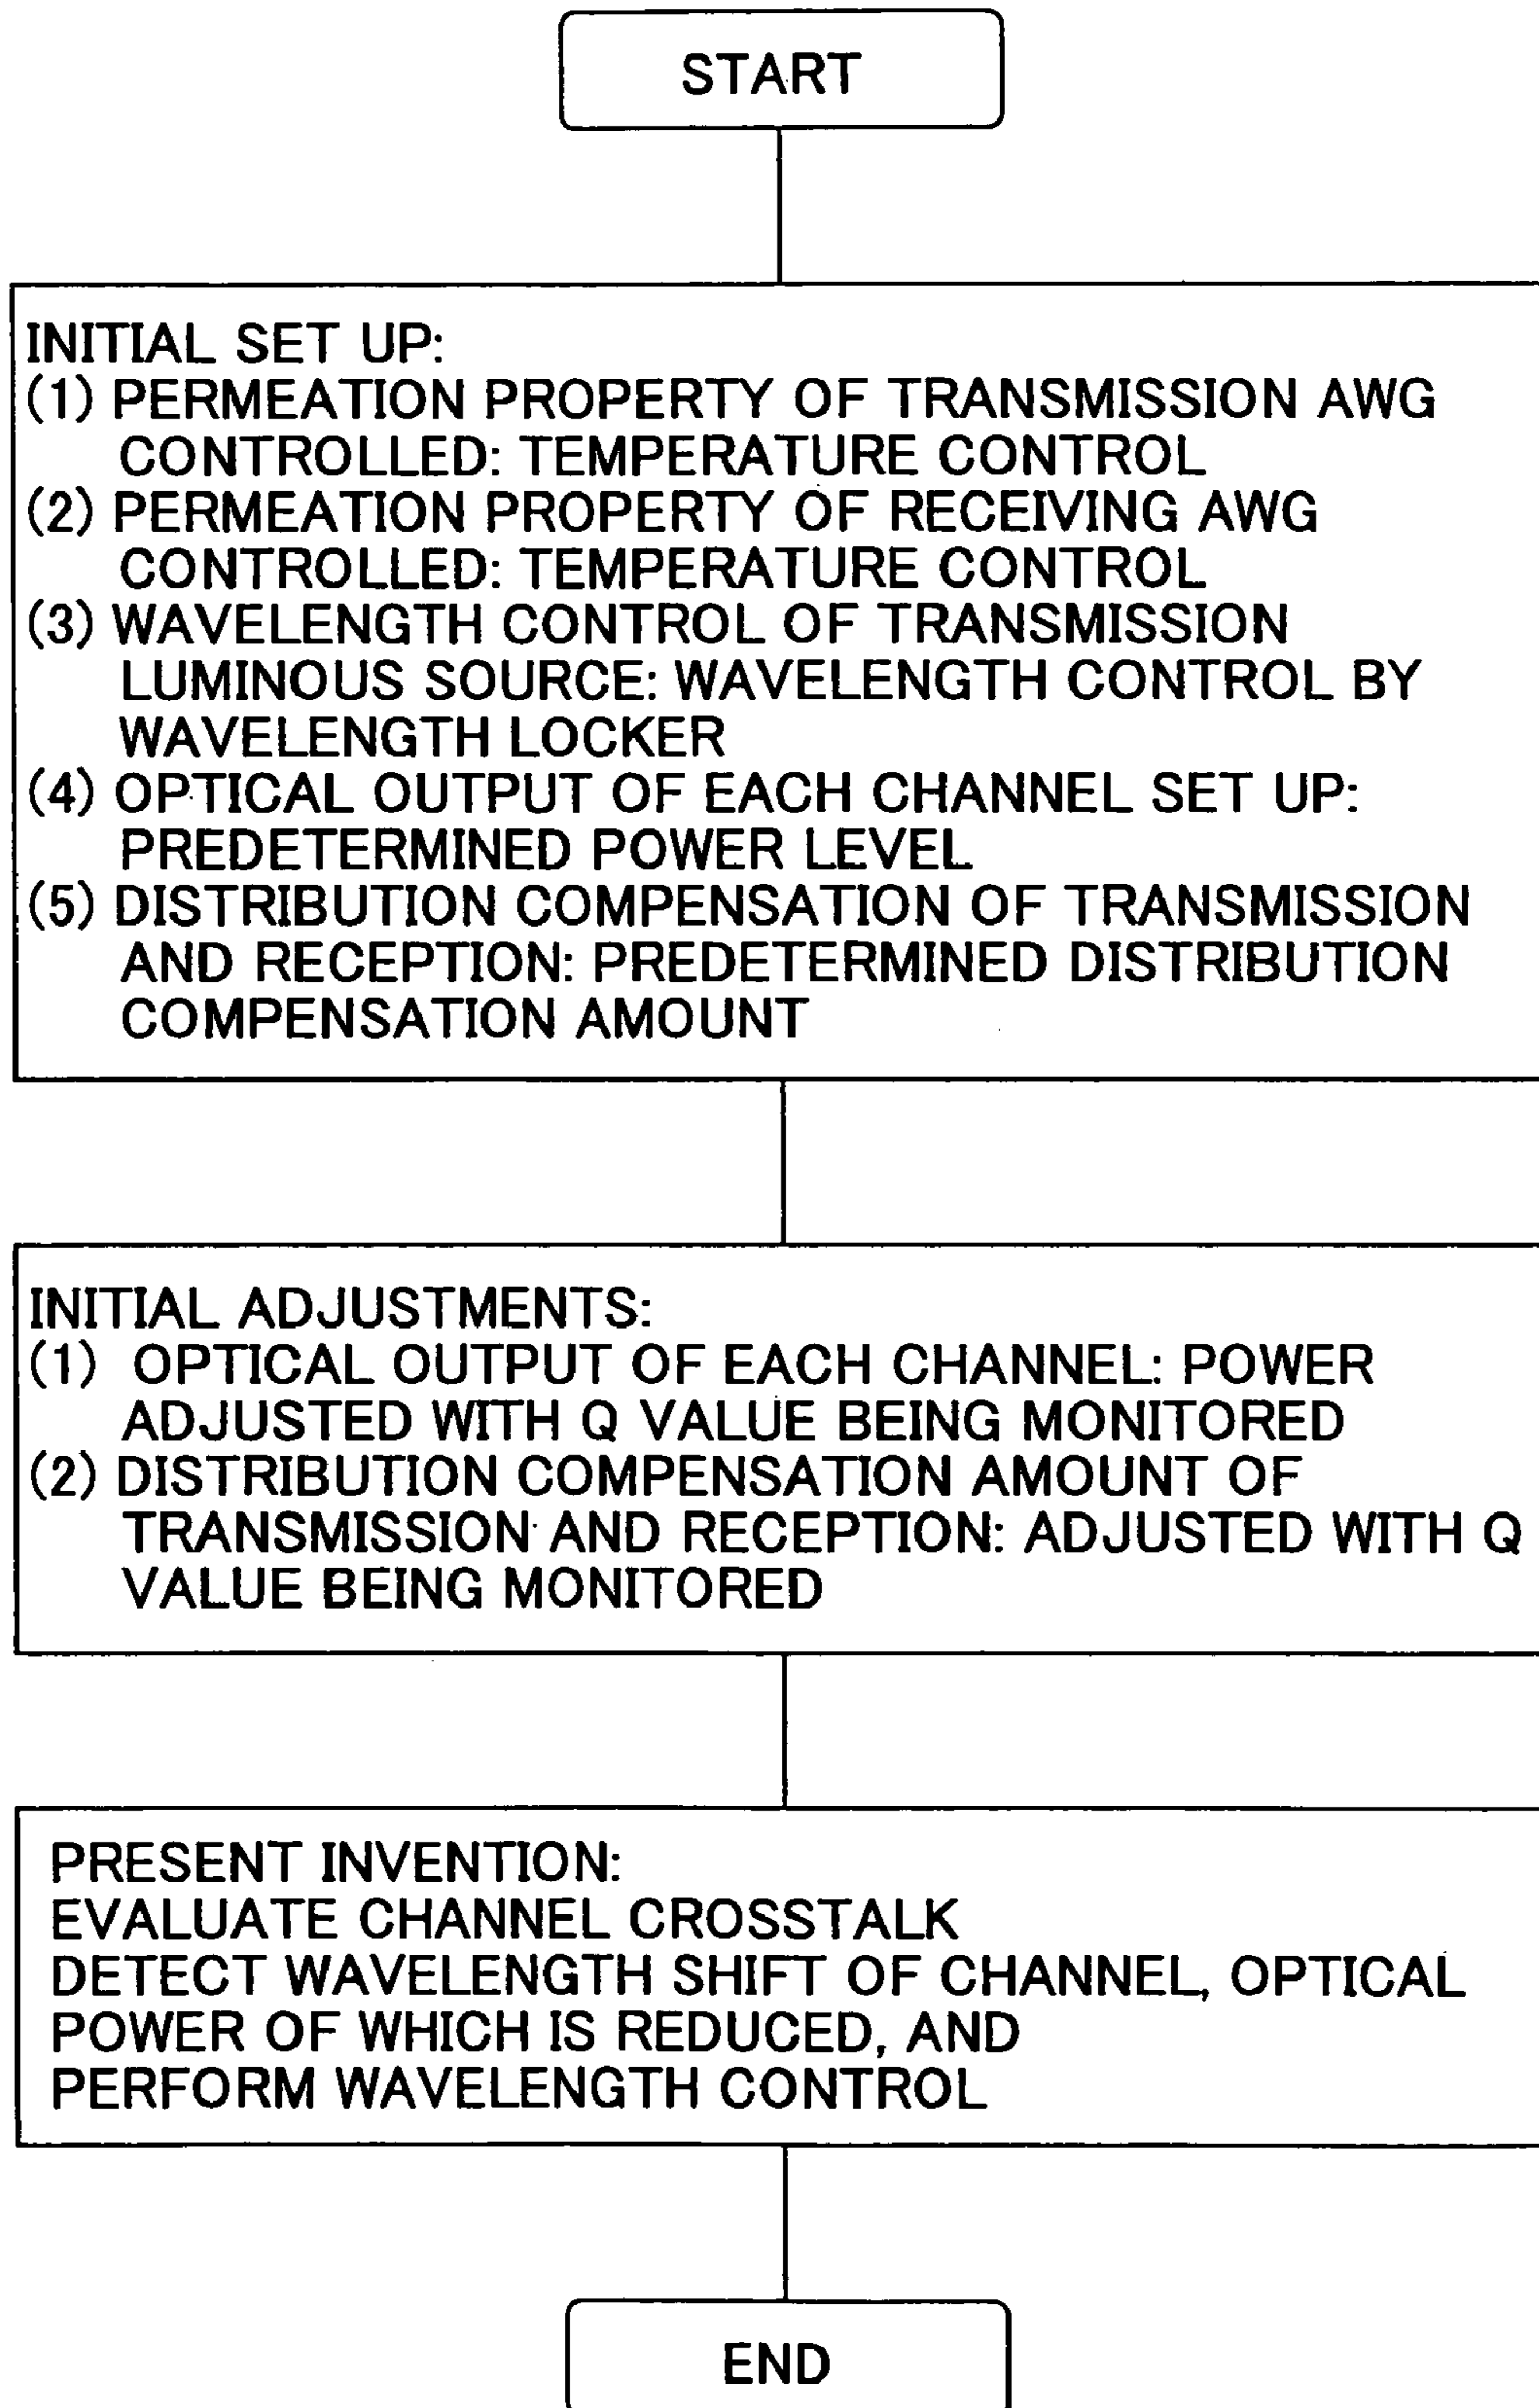 START
INITIAL SET UP:
(1) PERMEATION PROPERTY OF TRANSMISSION AWG
CONTROLLED: TEMPERATURE CONTROL
(2) PERMEATION PROPERTY OF RECEIVING AWG
CONTROLLED: TEMPERATURE CONTROL
(3) WAVELENGTH CONTROL OF TRANSMISSION
LUMINOUS SOURCE: WAVELENGTH CONTROL BY
WAVELENGTH LOCKER
(4) OPTICAL OUTPUT OF EACH CHANNEL SET UP:
PREDETERMINED POWER LEVEL
(5) DISTRIBUTION COMPENSATION OF TRANSMISSION
AND RECEPTION: PREDETERMINED DISTRIBUTION
COMPENSATION AMOUNT
INITIAL ADJUSTMENTS:
(1) OPTICAL OUTPUT OF EACH CHANNEL: POWER
ADJUSTED WITH Q VALUE BEING MONITORED
(2) DISTRIBUTION COMPENSATION AMOUNT OF
TRANSMISSION AND RECEPTION: ADJUSTED WITH Q
VALUE BEING MONITORED
PRESENT INVENTION:
EVALUATE CHANNEL CROSSTALK
DETECT WAVELENGTH SHIFT OF CHANNEL, OPTICAL
POWER OF WHICH IS REDUCED, AND
PERFORM WAVELENGTH CONTROL
END